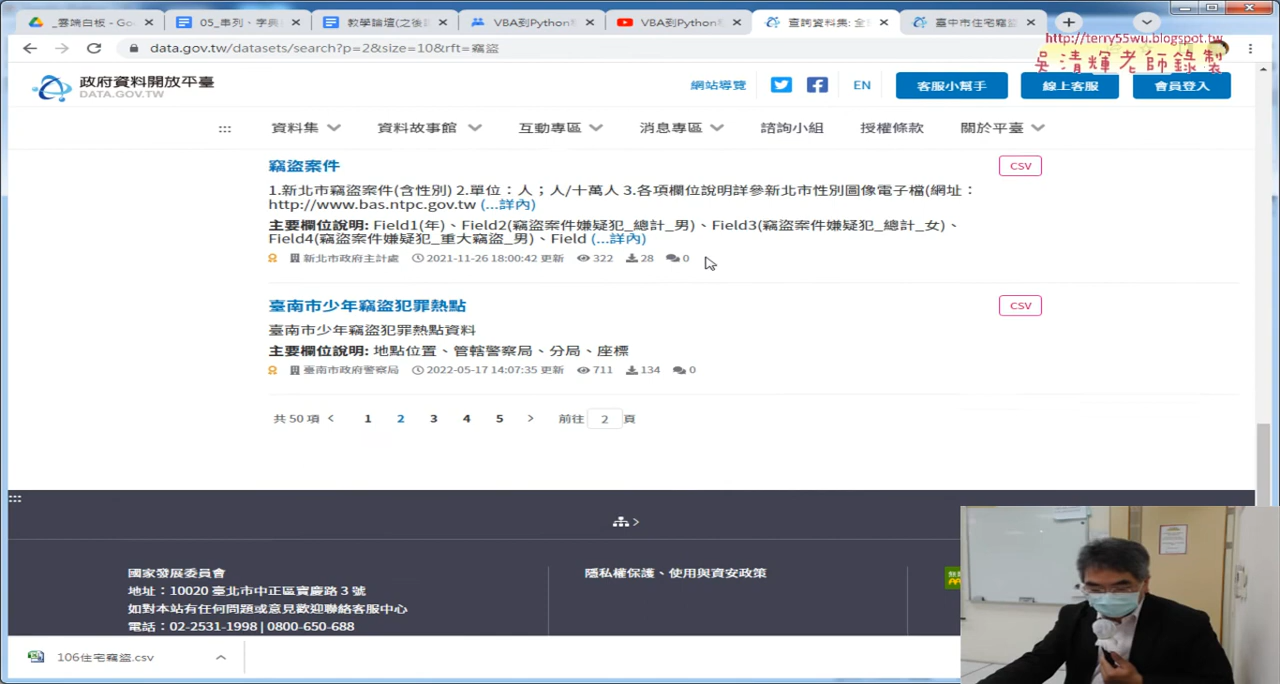 _雲端白板 - Goo
05_串列、字典
教學論壇(之後
VBA到Python
VBA到Python
查詢資料集: 全
臺中市住宅竊盜
data.gov.tw/datasets/search?p=2&size=10&rft=竊盜
http://terry55wu.blogspot.tw
吳清輝老師錄製
政府資料開放平臺
DATA.GOV.TW
網站導覽
EN
客服小幫手
線上客服
會員登入
資料集
資料故事館
互動專區
消息專區
諮詢小組
授權條款
關於平臺
竊盜案件
CSV
1.新北市竊盜案件(含性別) 2.單位：人；人/十萬人 3.各項欄位說明詳參新北市性別圖像電子檔(網址：
http://www.bas.ntpc.gov.tw (...詳內)
主要欄位說明: Field1(年)、Field2(竊盜案件嫌疑犯_總計_男)、Field3(竊盜案件嫌疑犯_總計_女)、
Field4(竊盜案件嫌疑犯_重大竊盜_男)、Field (...詳內)
新北市政府主計處 2021-11-26 18:00:42 更新 322 28 0
臺南市少年竊盜犯罪熱點
CSV
臺南市少年竊盜犯罪熱點資料
主要欄位說明: 地點位置、管轄警察局、分局、座標
臺南市政府警察局 2022-05-17 14:07:35 更新 711 134 0
共 50 項 < 1 2 3 4 5 > 前往 2 頁
國家發展委員會
地址：10020 臺北市中正區寶慶路 3 號
如對本站有任何問題或意見歡迎聯絡客服中心
電話：02-2531-1998 | 0800-650-688
隱私權保護、使用與資安政策
106住宅竊盜.csv